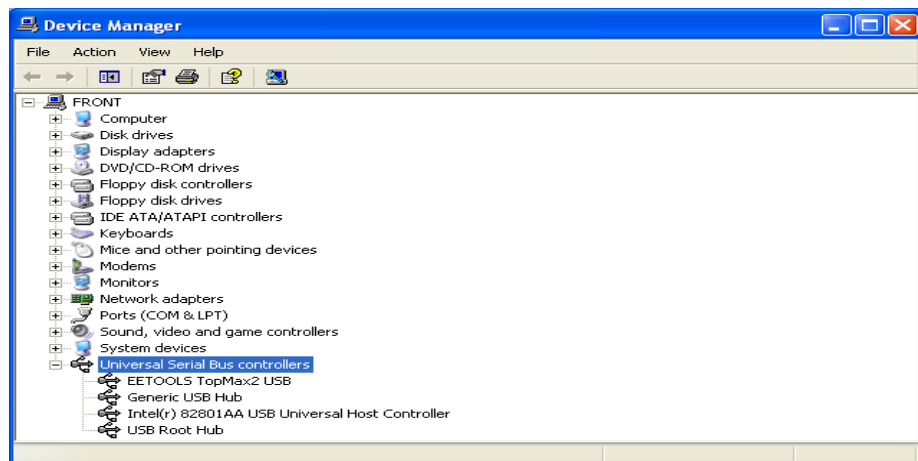 Device Manager
File Action View Help
FRONT
Computer
Disk drives
Display adapters
DVD/CD-ROM drives
Floppy disk controllers
Floppy disk drives
IDE ATA/ATAPI controllers
Keyboards
Mice and other pointing devices
Modems
Monitors
Network adapters
Ports (COM & LPT)
Sound, video and game controllers
System devices
Universal Serial Bus controllers
EETOOLS TopMax2 USB
Generic USB Hub
Intel(r) 82801AA USB Universal Host Controller
USB Root Hub